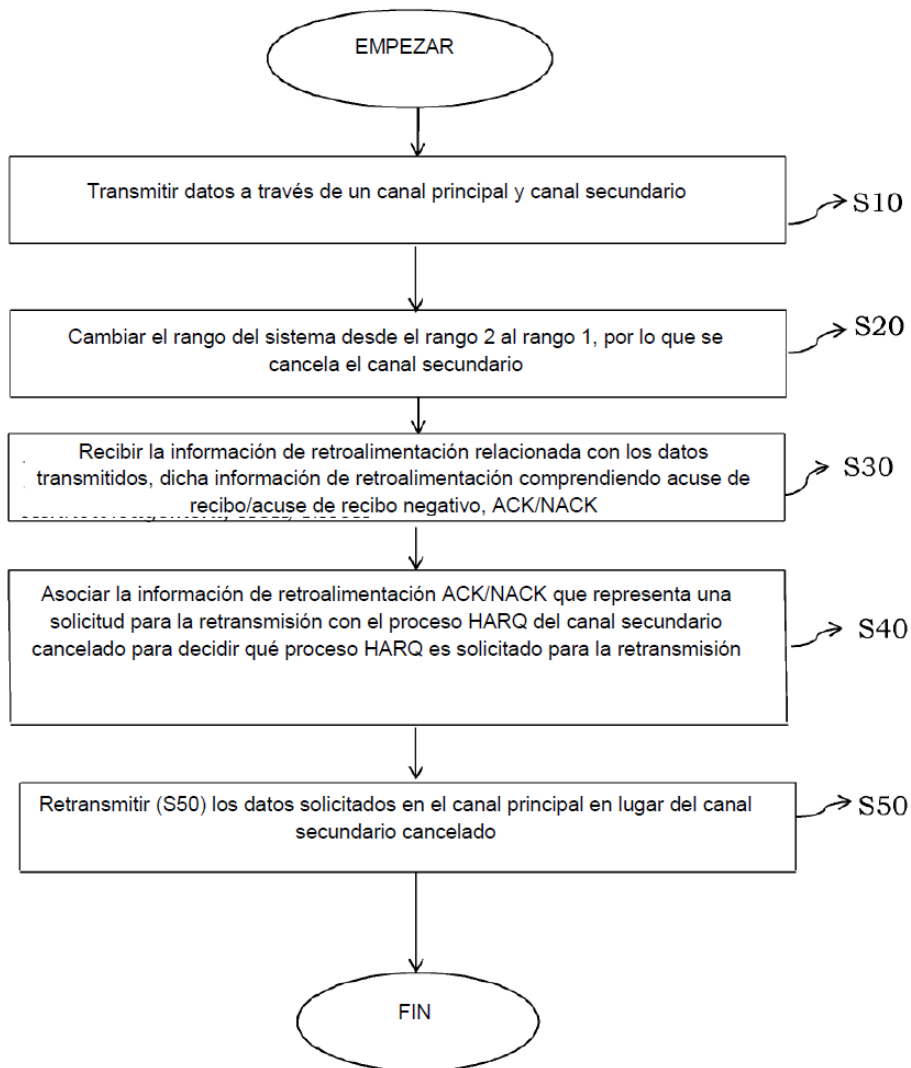 EMPEZAR
Transmitir datos a través de un canal principal y canal secundario
S10
Cambiar el rango del sistema desde el rango 2 al rango 1, por lo que se
cancela el canal secundario
S20
Recibir la información de retroalimentación relacionada con los datos
transmitidos, dicha información de retroalimentación comprendiendo acuse de
recibo/acuse de recibo negativo, ACK/NACK
S30
Asociar la información de retroalimentación ACK/NACK que representa una
solicitud para la retransmisión con el proceso HARQ del canal secundario
cancelado para decidir qué proceso HARQ es solicitado para la retransmisión
S40
Retransmitir (S50) los datos solicitados en el canal principal en lugar del canal
secundario cancelado
S50
FIN